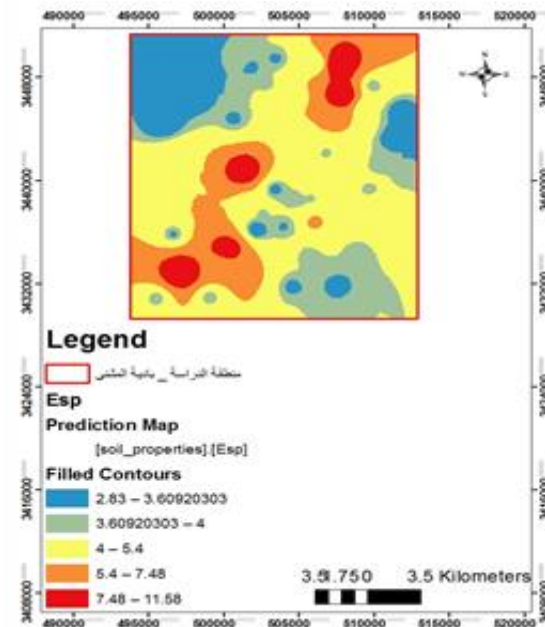 490000 495000 500000 505000 510000 515000 520000
3448000
3440000
3432000
3424000
3416000
3408000
Legend
منطقة الدراسة _ بادية المثنى
Esp
Prediction Map
[soil_properties].[Esp]
Filled Contours
2.83 – 3.60920303
3.60920303 – 4
4 – 5.4
5.4 – 7.48
7.48 – 11.58
3.5 1.75 0 3.5 Kilometers
490000 495000 500000 505000 510000 515000 520000